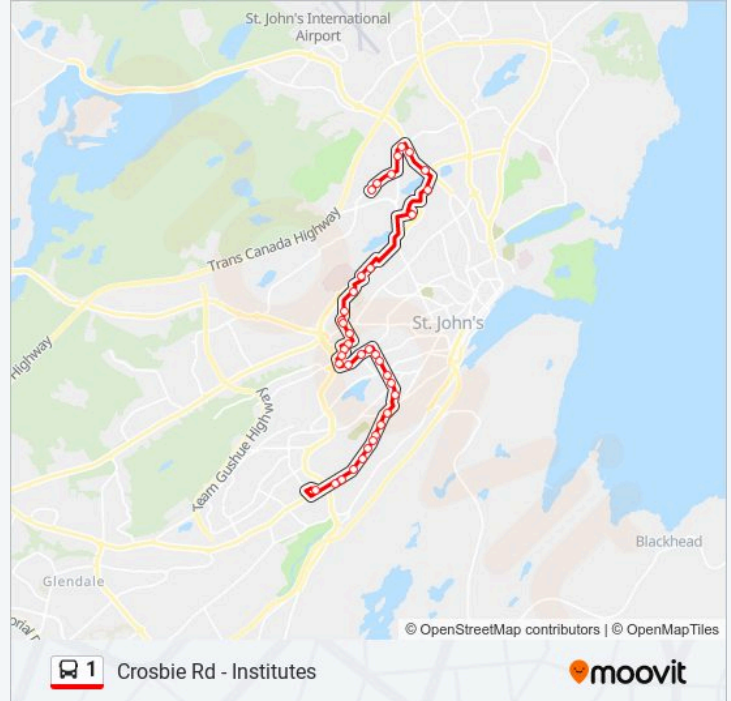 St. John's International
Airport
Trans Canada Highway
St. John's
Highway
Team Gushue Highway
Blackhead
Glendale
© OpenStreetMap contributors | © OpenMapTiles
1 Crosbie Rd - Institutes
moovit